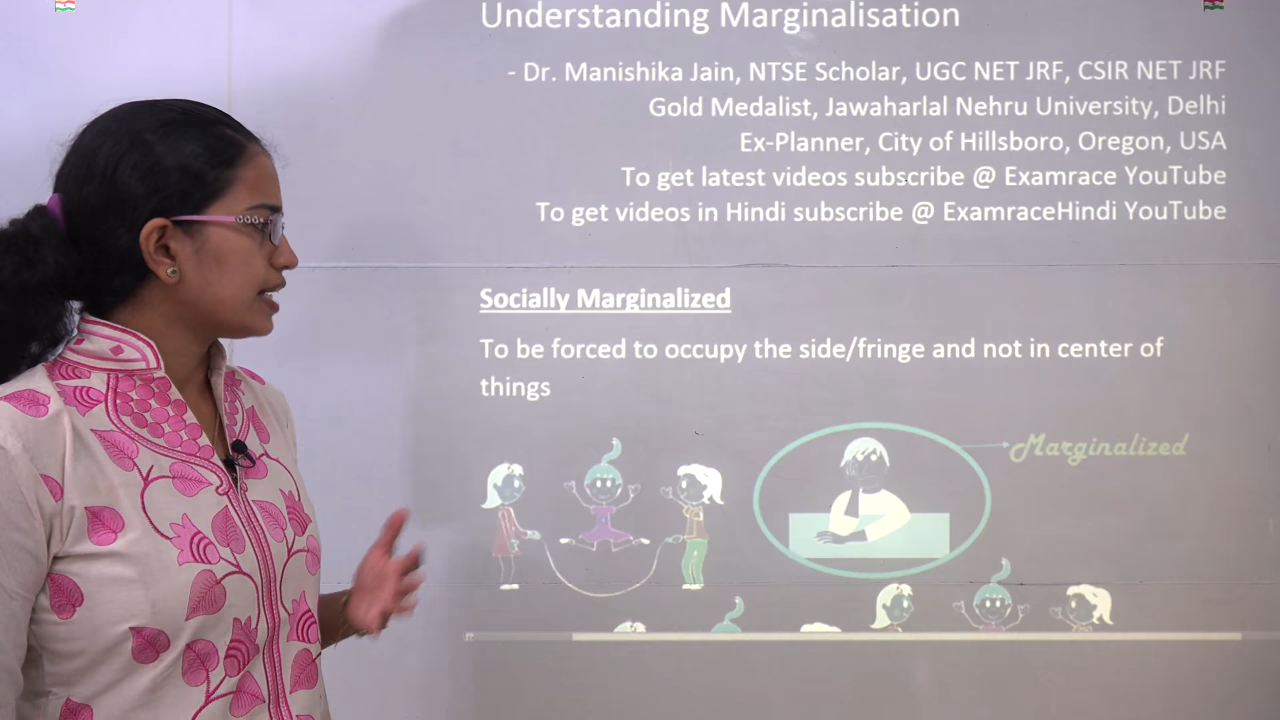 Understanding Marginalisation
- Dr. Manishika Jain, NTSE Scholar, UGC NET JRF, CSIR NET JRF
Gold Medalist, Jawaharlal Nehru University, Delhi
Ex-Planner, City of Hillsboro, Oregon, USA
To get latest videos subscribe @ Examrace YouTube
To get videos in Hindi subscribe @ ExamraceHindi YouTube
Socially Marginalized
To be forced to occupy the side/fringe and not in center of
things
Marginalized